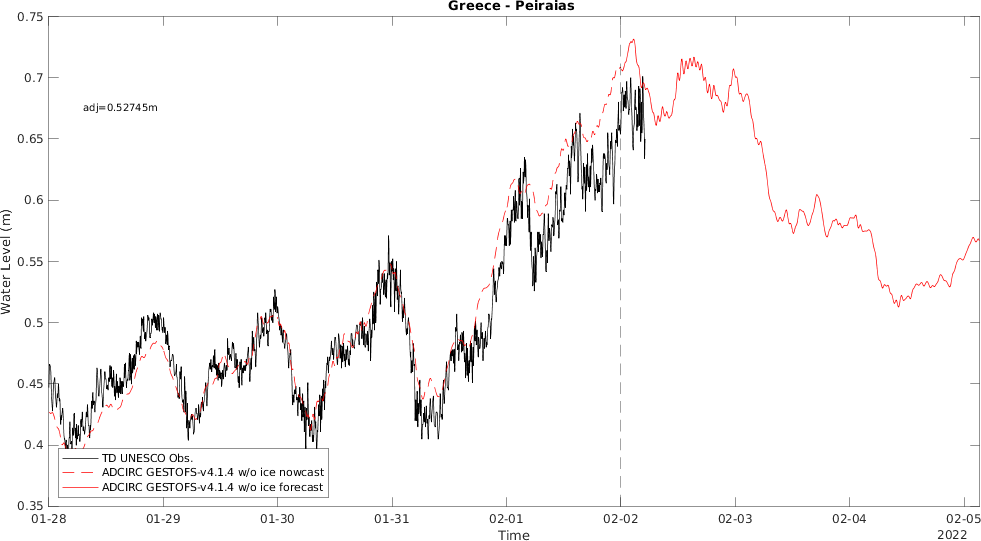 Greece - Peiraias
0.75
0.7
0.65
0.6
0.55
0.5
0.45
0.4
0.35
Water Level (m)
adj=0.52745m
TD UNESCO Obs.
ADCIRC GESTOFS-v4.1.4 w/o ice nowcast
ADCIRC GESTOFS-v4.1.4 w/o ice forecast
01-28 01-29 01-30 01-31 02-01 02-02 02-03 02-04 02-05
Time
2022